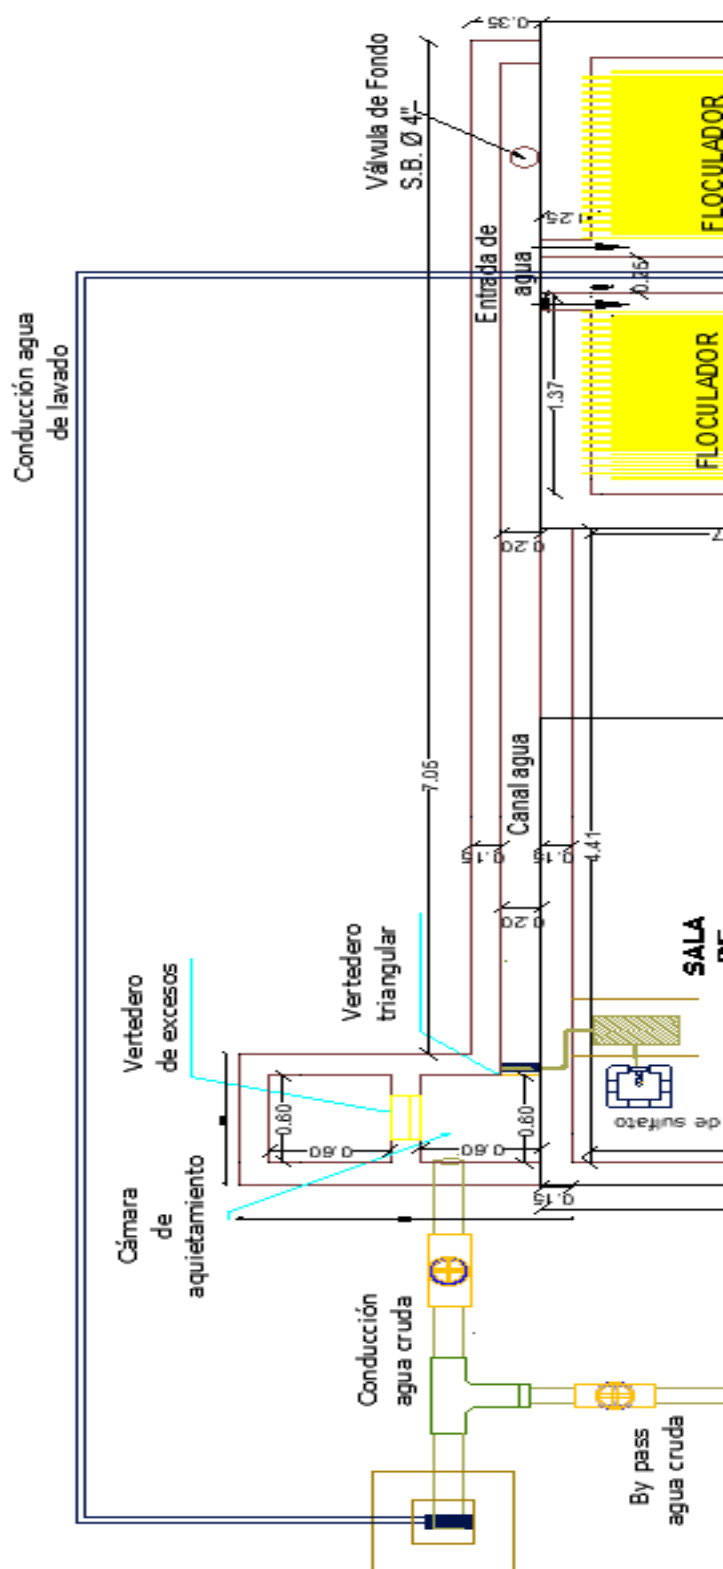 0.35
Válvula de Fondo
S.B. Ø 4"
FLOCULADOR
1.25
Entrada de
agua
0.26
Conducción agua
de lavado
1.37
FLOCULADOR
0.20
7.05
Canal agua
0.15
0.15
4.41
0.20
SALA
Vertedero
de excesos
Vertedero
triangular
0.60
0.60
0.60
0.60
de sulfato
Cámara
de
aquietamiento
0.15
Conducción
agua cruda
By pass
agua cruda